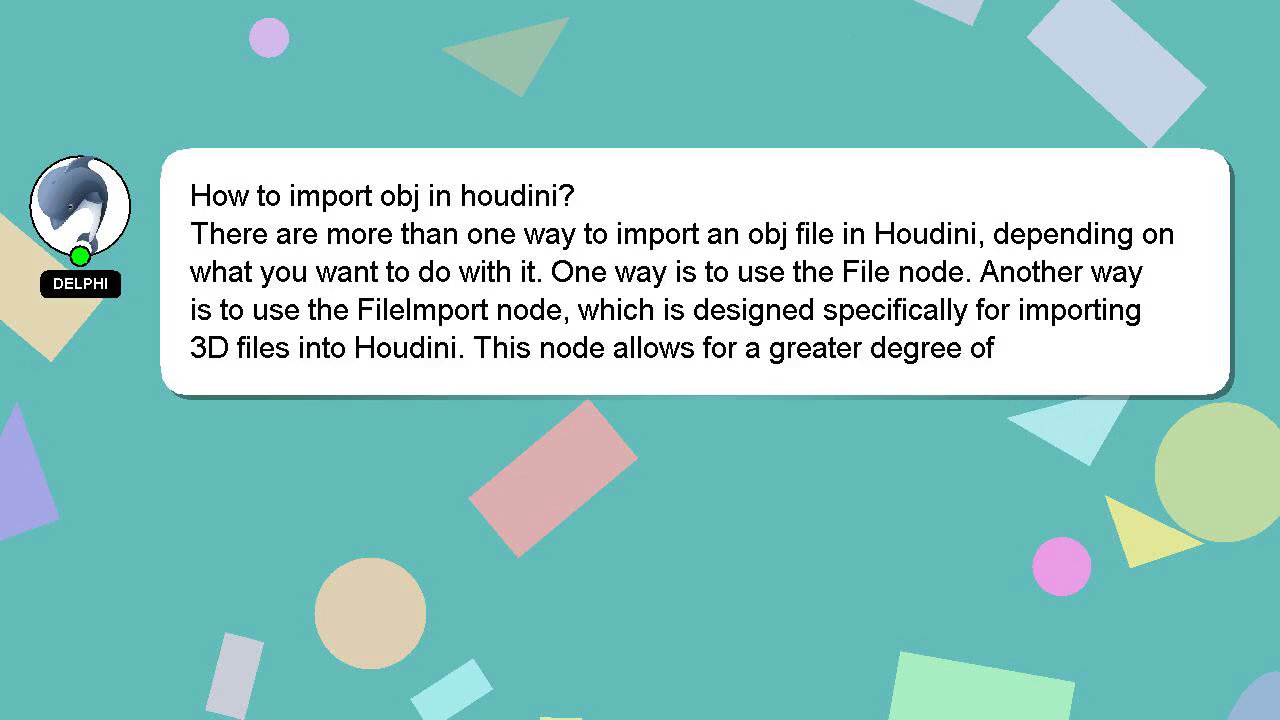 How to import obj in houdini?
There are more than one way to import an obj file in Houdini, depending on
what you want to do with it. One way is to use the File node. Another way
is to use the FileImport node, which is designed specifically for importing
3D files into Houdini. This node allows for a greater degree of
DELPHI